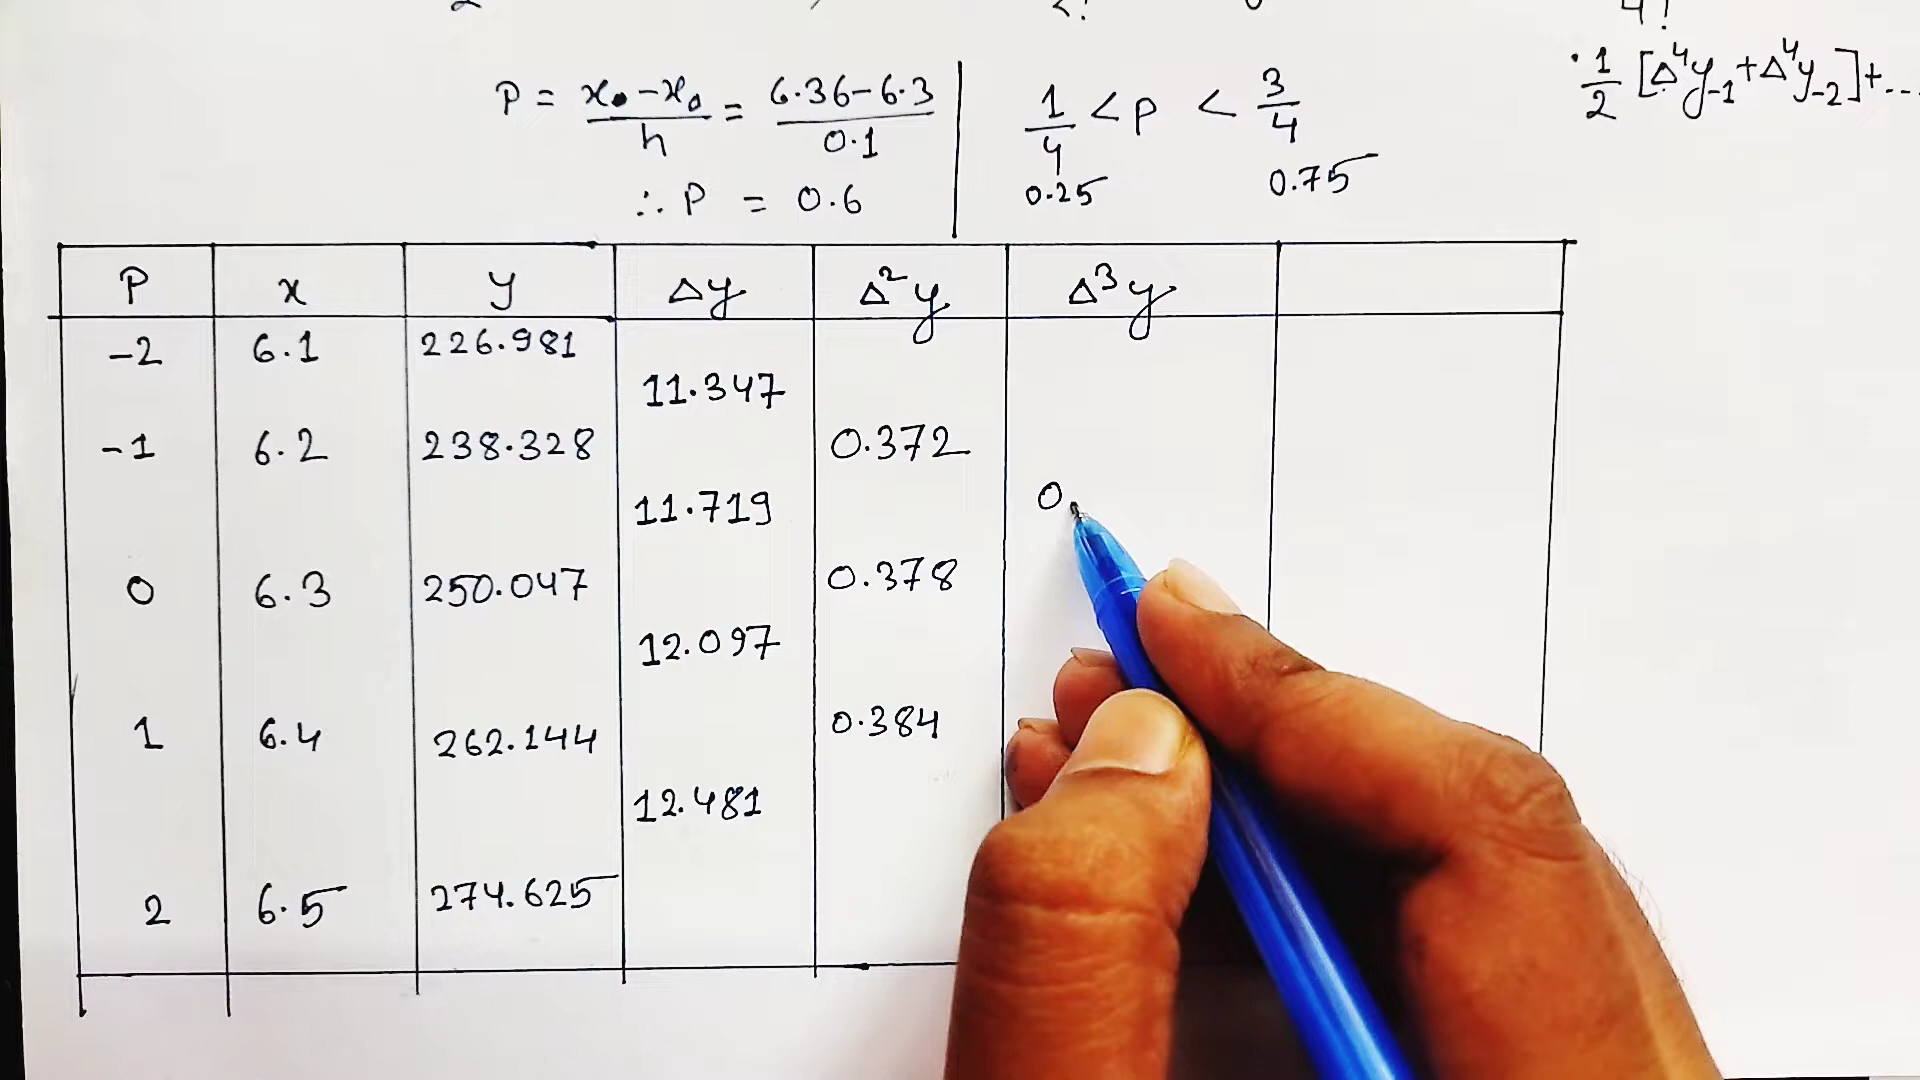 4!
P = x₀ - x₀ / h = 6.36-6.3 / 0.1
∴ P = 0.6
1/4 < p < 3/4
0.25 0.75
· 1/2 [Δ⁴y₋₁ + Δ⁴y₋₂] + ...
P x y Δy Δ²y Δ³y
-2 6.1 226.981
11.347
-1 6.2 238.328 0.372
11.719 0.
0 6.3 250.047 0.378
12.097
1 6.4 262.144 0.384
12.481
2 6.5 274.625